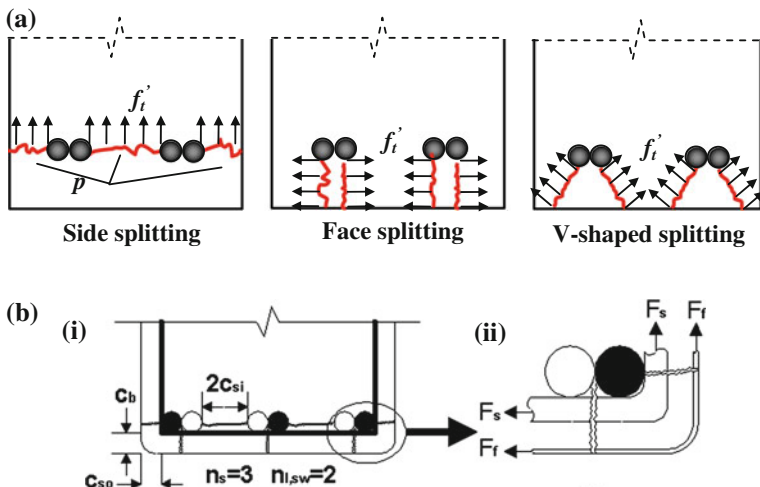 (a)
f_t'
p
f_t'
f_t'
Side splitting
Face splitting
V-shaped splitting
(b)
(i)
(ii)
F_s
F_f
2c_si
c_b
F_s
F_f
c_so
n_s=3 n_l,sw=2